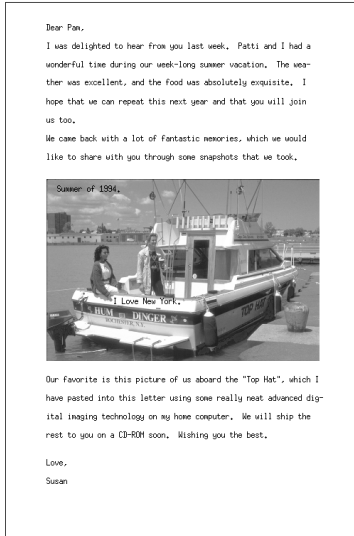 Dear Pam,
I was delighted to hear from you last week. Patti and I had a
wonderful time during our week-long summer vacation. The wea-
ther was excellent, and the food was absolutely exquisite. I
hope that we can repeat this next year and that you will join
us too.
We came back with a lot of fantastic memories, which we would
like to share with you through some snapshots that we took.
Summer of 1994.
I Love New York.
HUM DINGER
ROCHESTER, N.Y.
TOP HAT
Our favorite is this picture of us aboard the "Top Hat", which I
have pasted into this letter using some really neat advanced dig-
ital imaging technology on my home computer. We will ship the
rest to you on a CD-ROM soon. Wishing you the best.
Love,
Susan